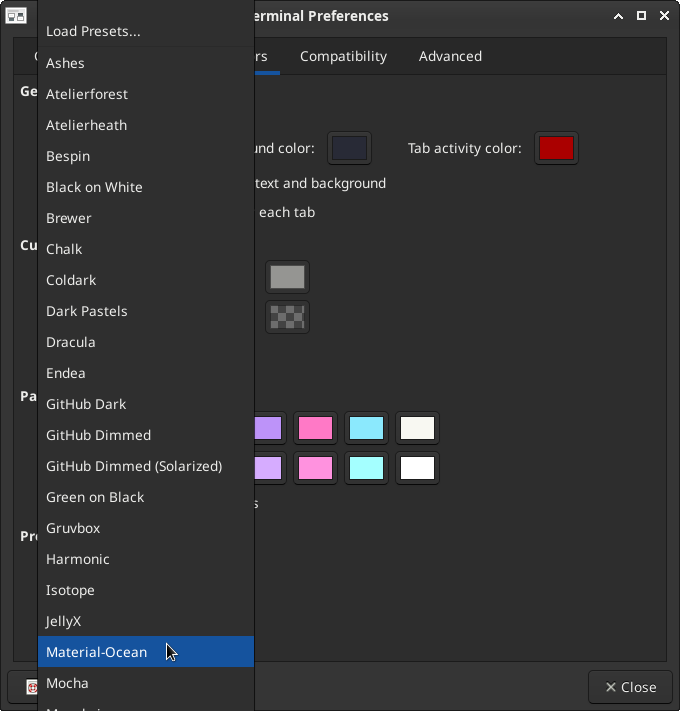 erminal Preferences
rs
Compatibility
Advanced
Load Presets...
Ashes
Ge
Atelierforest
Atelierheath
und color:
Tab activity color:
Bespin
text and background
Black on White
each tab
Brewer
Cu
Chalk
Coldark
Dark Pastels
Dracula
Endea
Pa
GitHub Dark
GitHub Dimmed
GitHub Dimmed (Solarized)
Green on Black
s
Gruvbox
Pre
Harmonic
Isotope
JellyX
Material-Ocean
Mocha
Close